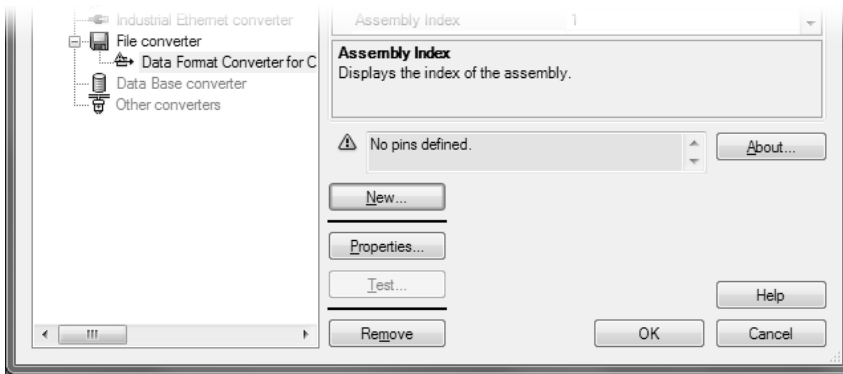 Industrial Ethernet converter
File converter
Data Format Converter for C
Data Base converter
Other converters
Assembly Index 1
Assembly Index
Displays the index of the assembly.
No pins defined.
About...
New...
Properties...
Test...
Help
Remove
OK
Cancel